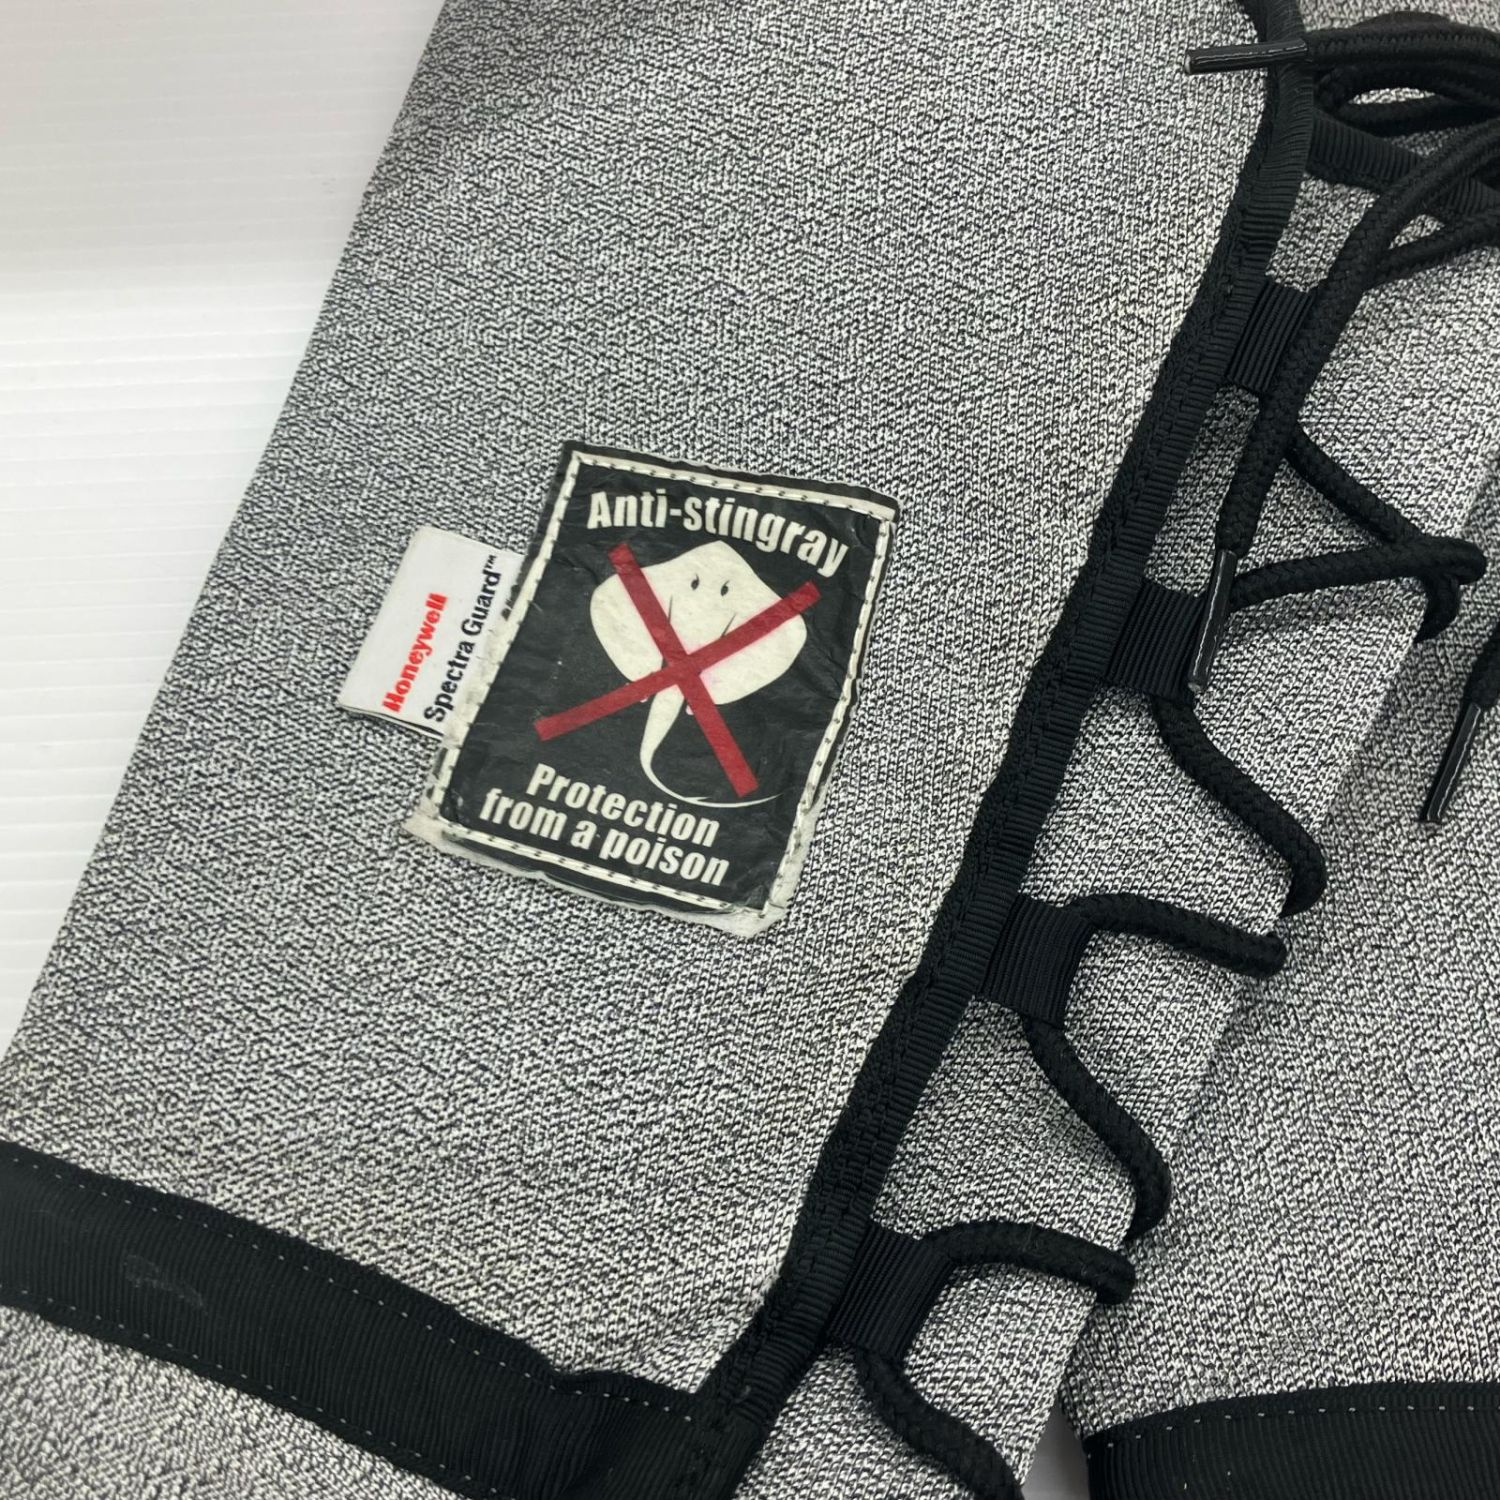 Anti-stingray
Protection
from a poison
Honeywell
Spectra Guard™